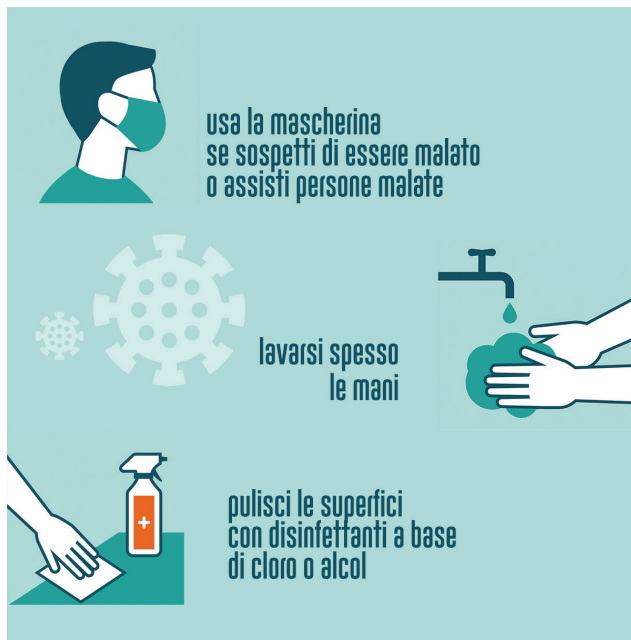 usa la mascherina
se sospetti di essere malato
o assisti persone malate
lavarsi spesso
le mani
pulisci le superfici
con disinfettanti a base
di cloro o alcol